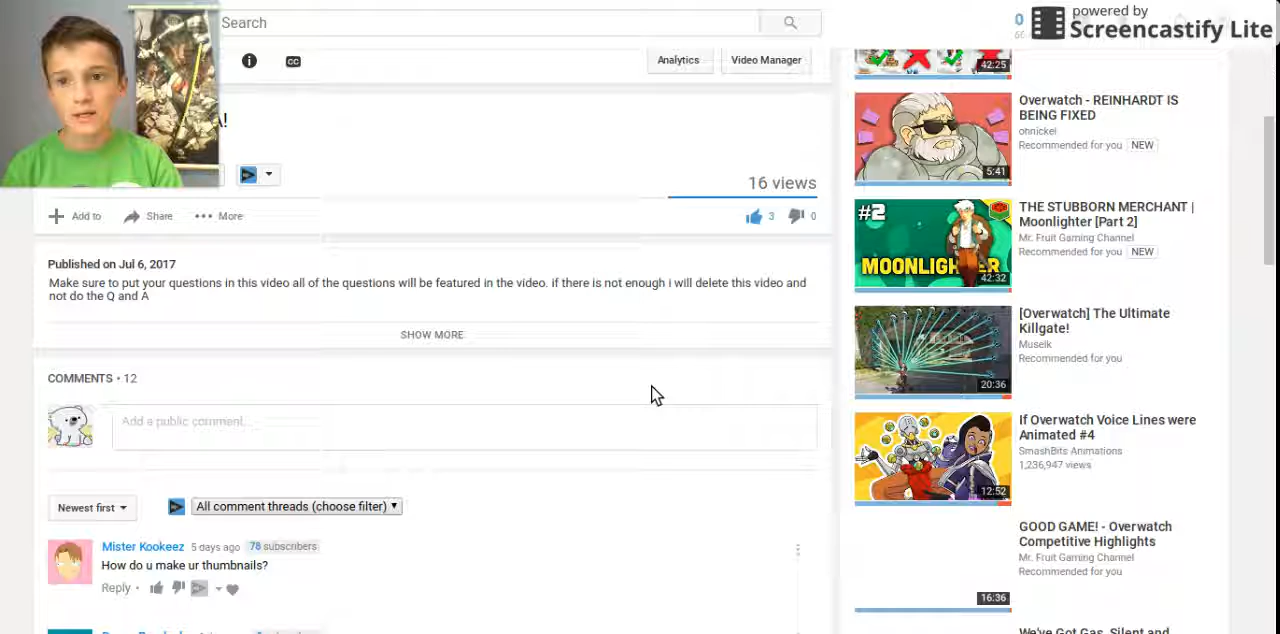 Search
powered by
Screencastify Lite
0
CC
Analytics
Video Manager
A!
16 views
Add to
Share
More
3
0
Published on Jul 6, 2017
Make sure to put your questions in this video all of the questions will be featured in the video. if there is not enough i will delete this video and
not do the Q and A
SHOW MORE
COMMENTS • 12
Add a public comment...
Newest first
All comment threads (choose filter)
Mister Kookeez 5 days ago 78 subscribers
How do u make ur thumbnails?
Reply
42:25
Overwatch - REINHARDT IS
BEING FIXED
ohnickel
Recommended for you NEW
5:41
#2
MOONLIGHTER
42:32
THE STUBBORN MERCHANT |
Moonlighter [Part 2]
Mr. Fruit Gaming Channel
Recommended for you NEW
20:36
[Overwatch] The Ultimate
Killgate!
Muselk
Recommended for you
12:52
If Overwatch Voice Lines were
Animated #4
SmashBits Animations
1,236,947 views
16:36
GOOD GAME! - Overwatch
Competitive Highlights
Mr. Fruit Gaming Channel
Recommended for you
We've Got Gas, Silent and